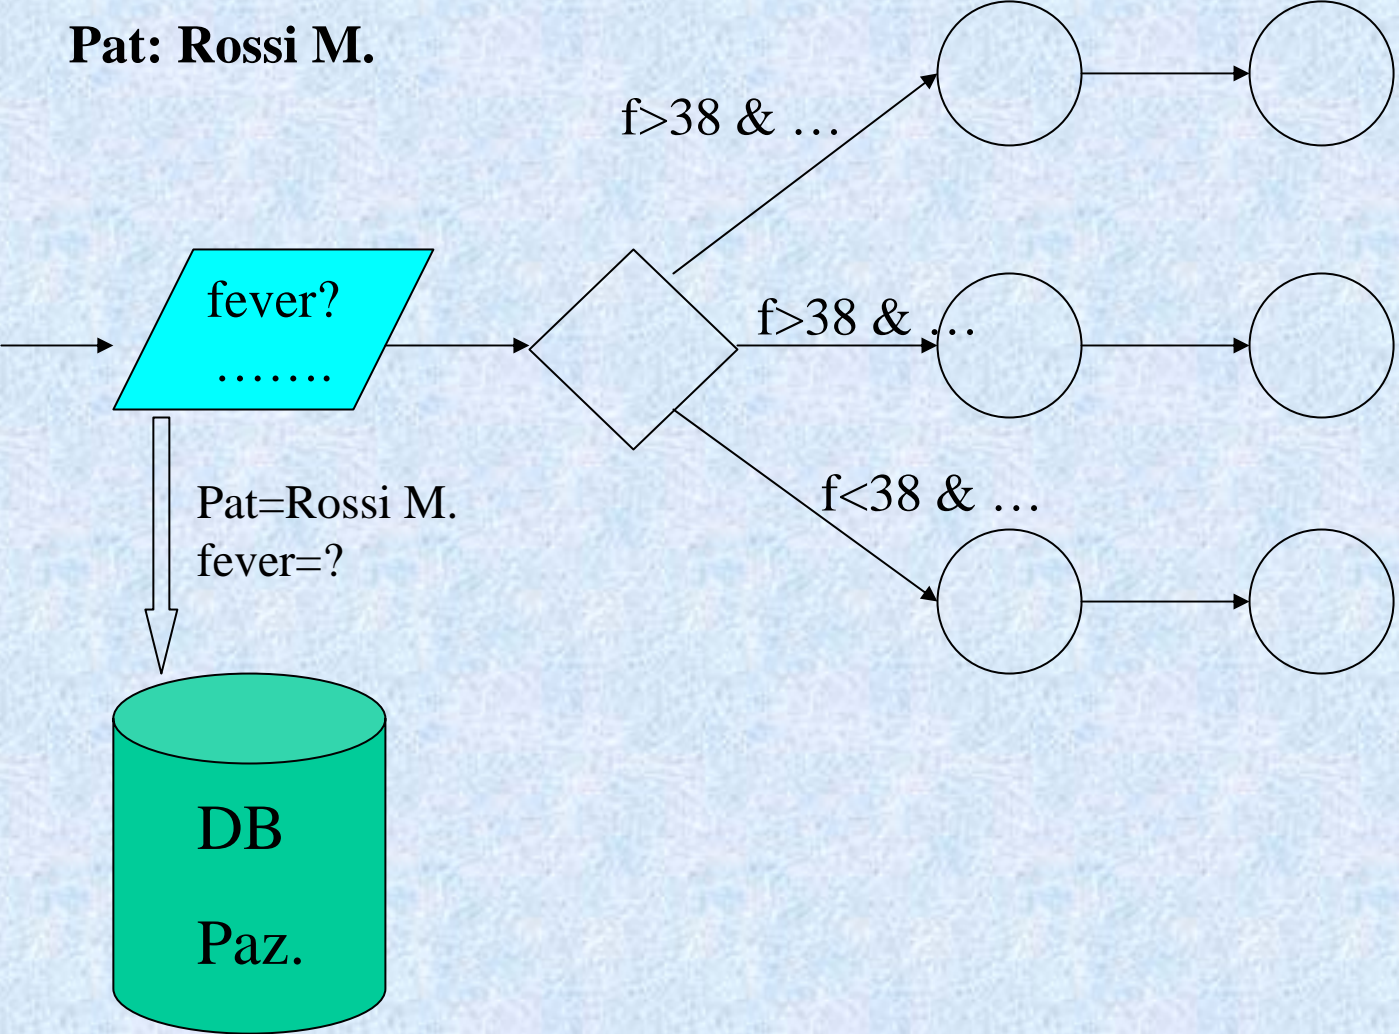 Pat: Rossi M.
f>38 & …
fever?
…….
f>38 & …
f<38 & …
Pat=Rossi M.
fever=?
DB
Paz.